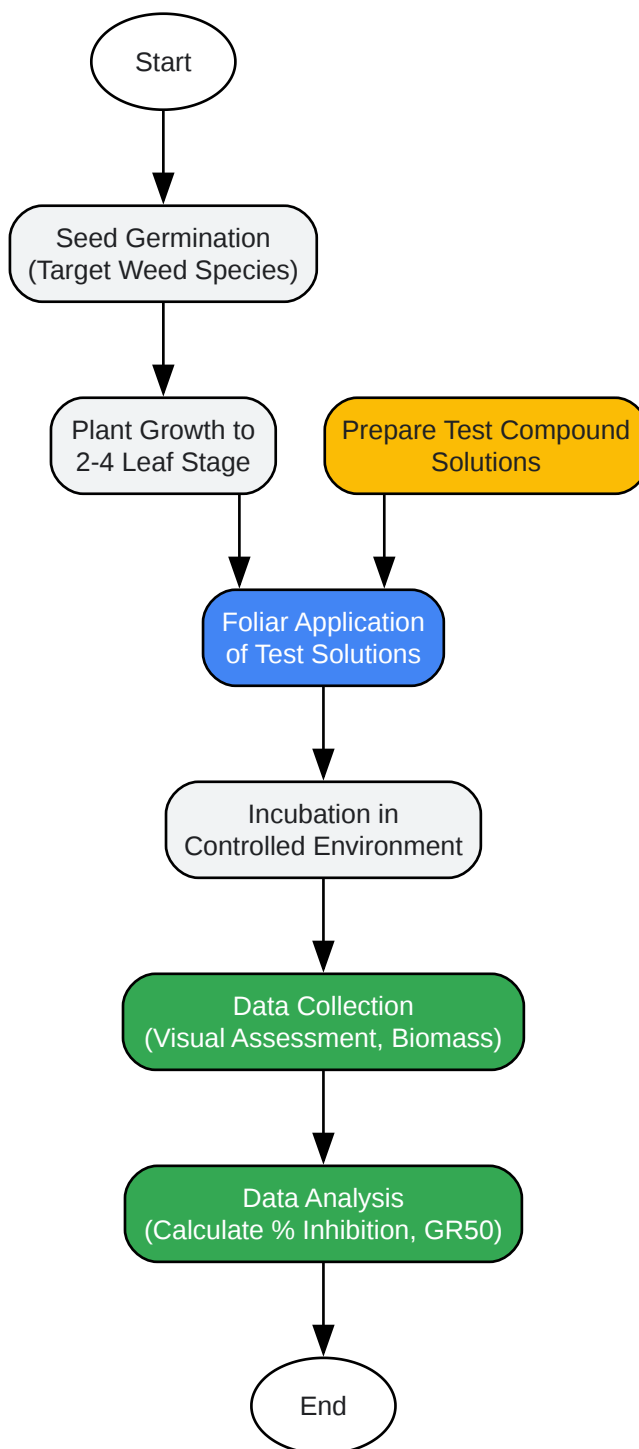 Start
Seed Germination
(Target Weed Species)
Plant Growth to
2-4 Leaf Stage
Prepare Test Compound
Solutions
Foliar Application
of Test Solutions
Incubation in
Controlled Environment
Data Collection
(Visual Assessment, Biomass)
Data Analysis
(Calculate % Inhibition, GR50)
End